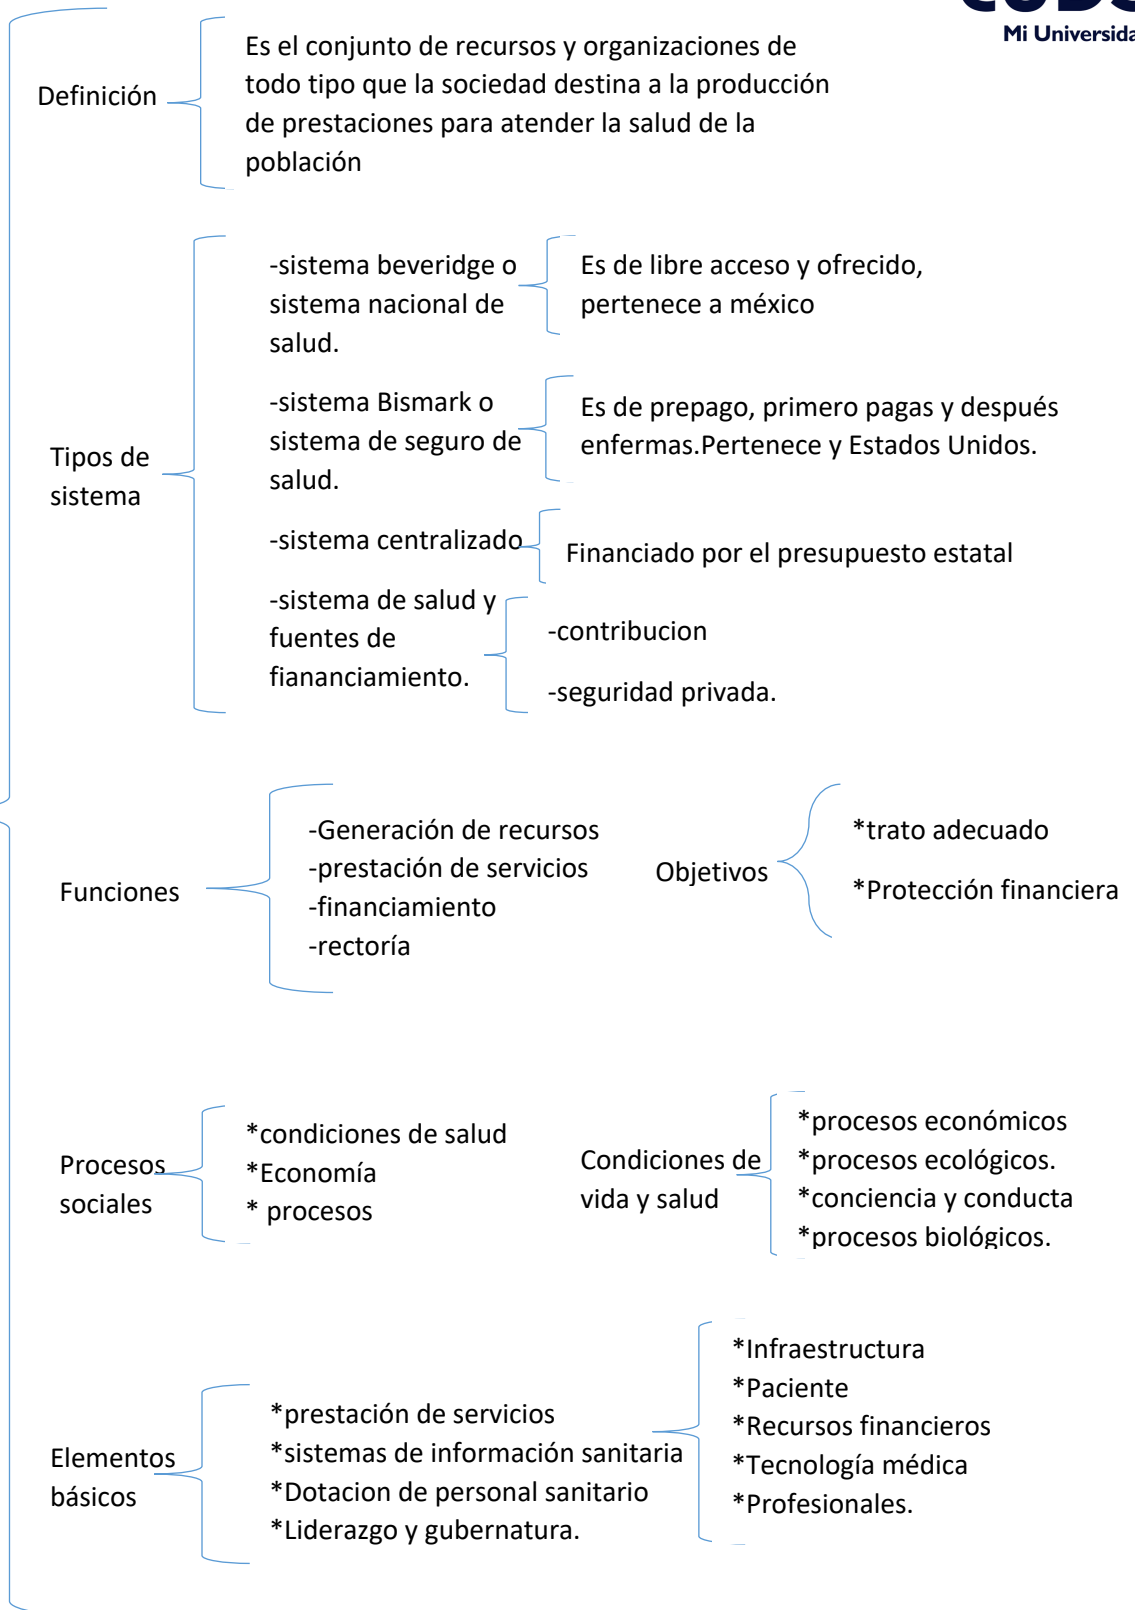 Mi Universida
Definición
Es el conjunto de recursos y organizaciones de
todo tipo que la sociedad destina a la producción
de prestaciones para atender la salud de la
población
Tipos de
sistema
-sistema beveridge o
sistema nacional de
salud.
Es de libre acceso y ofrecido,
pertenece a méxico
-sistema Bismark o
sistema de seguro de
salud.
Es de prepago, primero pagas y después
enfermas.Pertenece y Estados Unidos.
-sistema centralizado
Financiado por el presupuesto estatal
-sistema de salud y
fuentes de
fiananciamiento.
-contribucion
-seguridad privada.
Funciones
-Generación de recursos
-prestación de servicios
-financiamiento
-rectoría
Objetivos
*trato adecuado
*Protección financiera
Procesos
sociales
*condiciones de salud
*Economía
* procesos
Condiciones de
vida y salud
*procesos económicos
*procesos ecológicos.
*conciencia y conducta
*procesos biológicos.
Elementos
básicos
*prestación de servicios
*sistemas de información sanitaria
*Dotacion de personal sanitario
*Liderazgo y gubernatura.
*Infraestructura
*Paciente
*Recursos financieros
*Tecnología médica
*Profesionales.